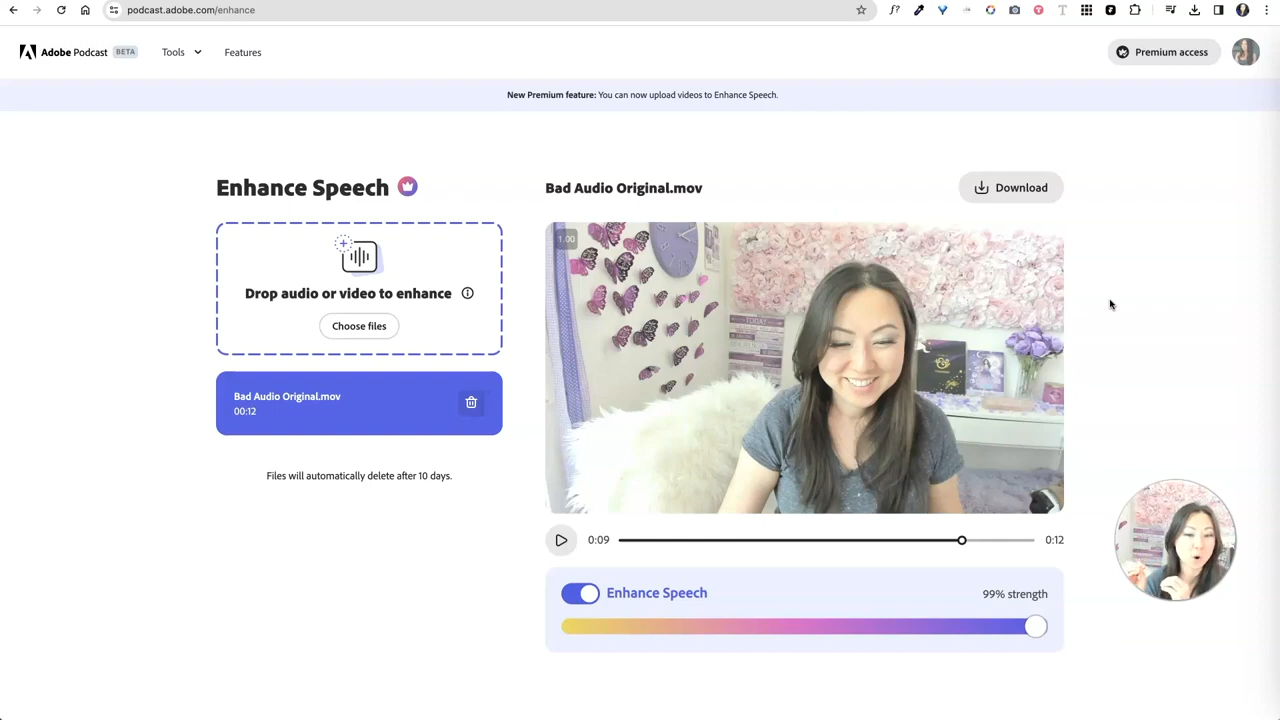 podcast.adobe.com/enhance
Adobe Podcast BETA
Tools
Features
Premium access
New Premium feature: You can now upload videos to Enhance Speech.
Enhance Speech
Drop audio or video to enhance
Choose files
Bad Audio Original.mov
00:12
Files will automatically delete after 10 days.
Bad Audio Original.mov
Download
1.00
TODAY
0:09
0:12
Enhance Speech
99% strength